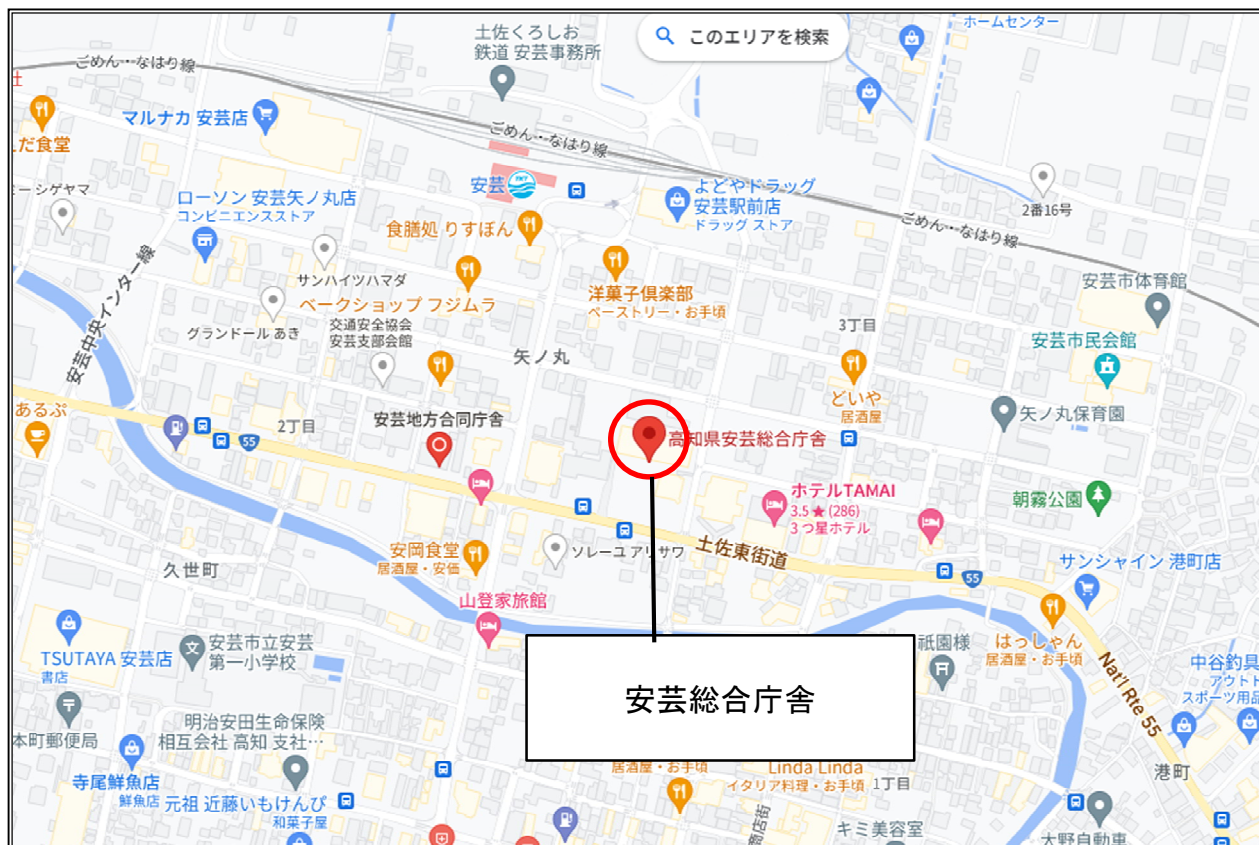 ホームセンター
土佐くろしお
鉄道 安芸事務所
このエリアを検索
ごめん・なはり線
マルナカ 安芸店
ごめん・なはり線
だ食堂
安芸
よどやドラッグ
安芸駅前店
ドラッグ ストア
ーシゲヤマ
ローソン 安芸矢ノ丸店
コンビニエンスストア
2番16号
食膳処 りすぼん
ごめん・なはり線
サンハイツハマダ
洋菓子倶楽部
ペーストリー・お手頃
安芸市体育館
ベークショップ フジムラ
グランドール あき
交通安全協会
安芸支部会館
3丁目
安芸市民会館
安芸中央インター線
矢ノ丸
どいや
居酒屋
あるぷ
2丁目
安芸地方合同庁舎
矢ノ丸保育園
高知県安芸総合庁舎
55
ホテルTAMAI
3.5★(286)
3 つ星ホテル
朝霧公園
安岡食堂
居酒屋・安価
ソレーユ アリサワ
土佐東街道
サンシャイン 港町店
久世町
55
山登家旅館
はっしゃん
居酒屋・お手頃
TSUTAYA 安芸店
書店
安芸市立安芸
第一小学校
祇園様
Nat'l Rte 55
中谷釣具
アウトド
スポーツ用品
安芸総合庁舎
本町郵便局
明治安田生命保険
相互会社 高知 支社…
居酒屋・お手頃
Linda Linda
イタリア料理・お手頃
1丁目
港町
寺尾鮮魚店
鮮魚店
元祖 近藤いもけんぴ
和菓子屋
商店街
キミ美容室
大野自動車